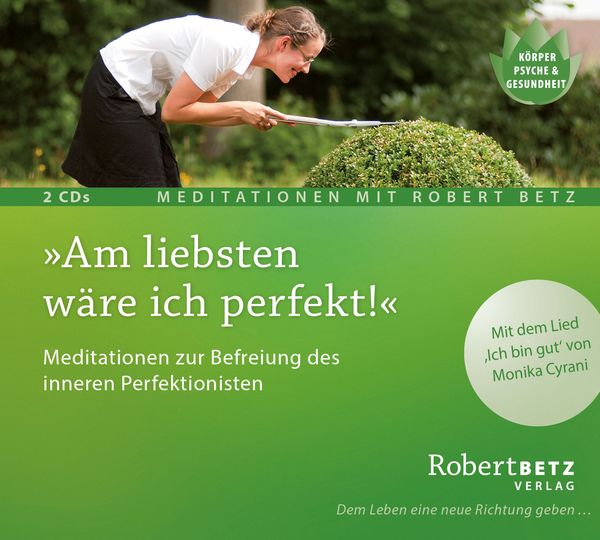 KÖRPER
PSYCHE &
GESUNDHEIT
2 CDs
MEDITATIONEN MIT ROBERT BETZ
»Am liebsten
wäre ich perfekt!«
Meditationen zur Befreiung des
inneren Perfektionisten
Mit dem Lied
‚Ich bin gut‘ von
Monika Cyrani
RobertBETZ
VERLAG
Dem Leben eine neue Richtung geben ...